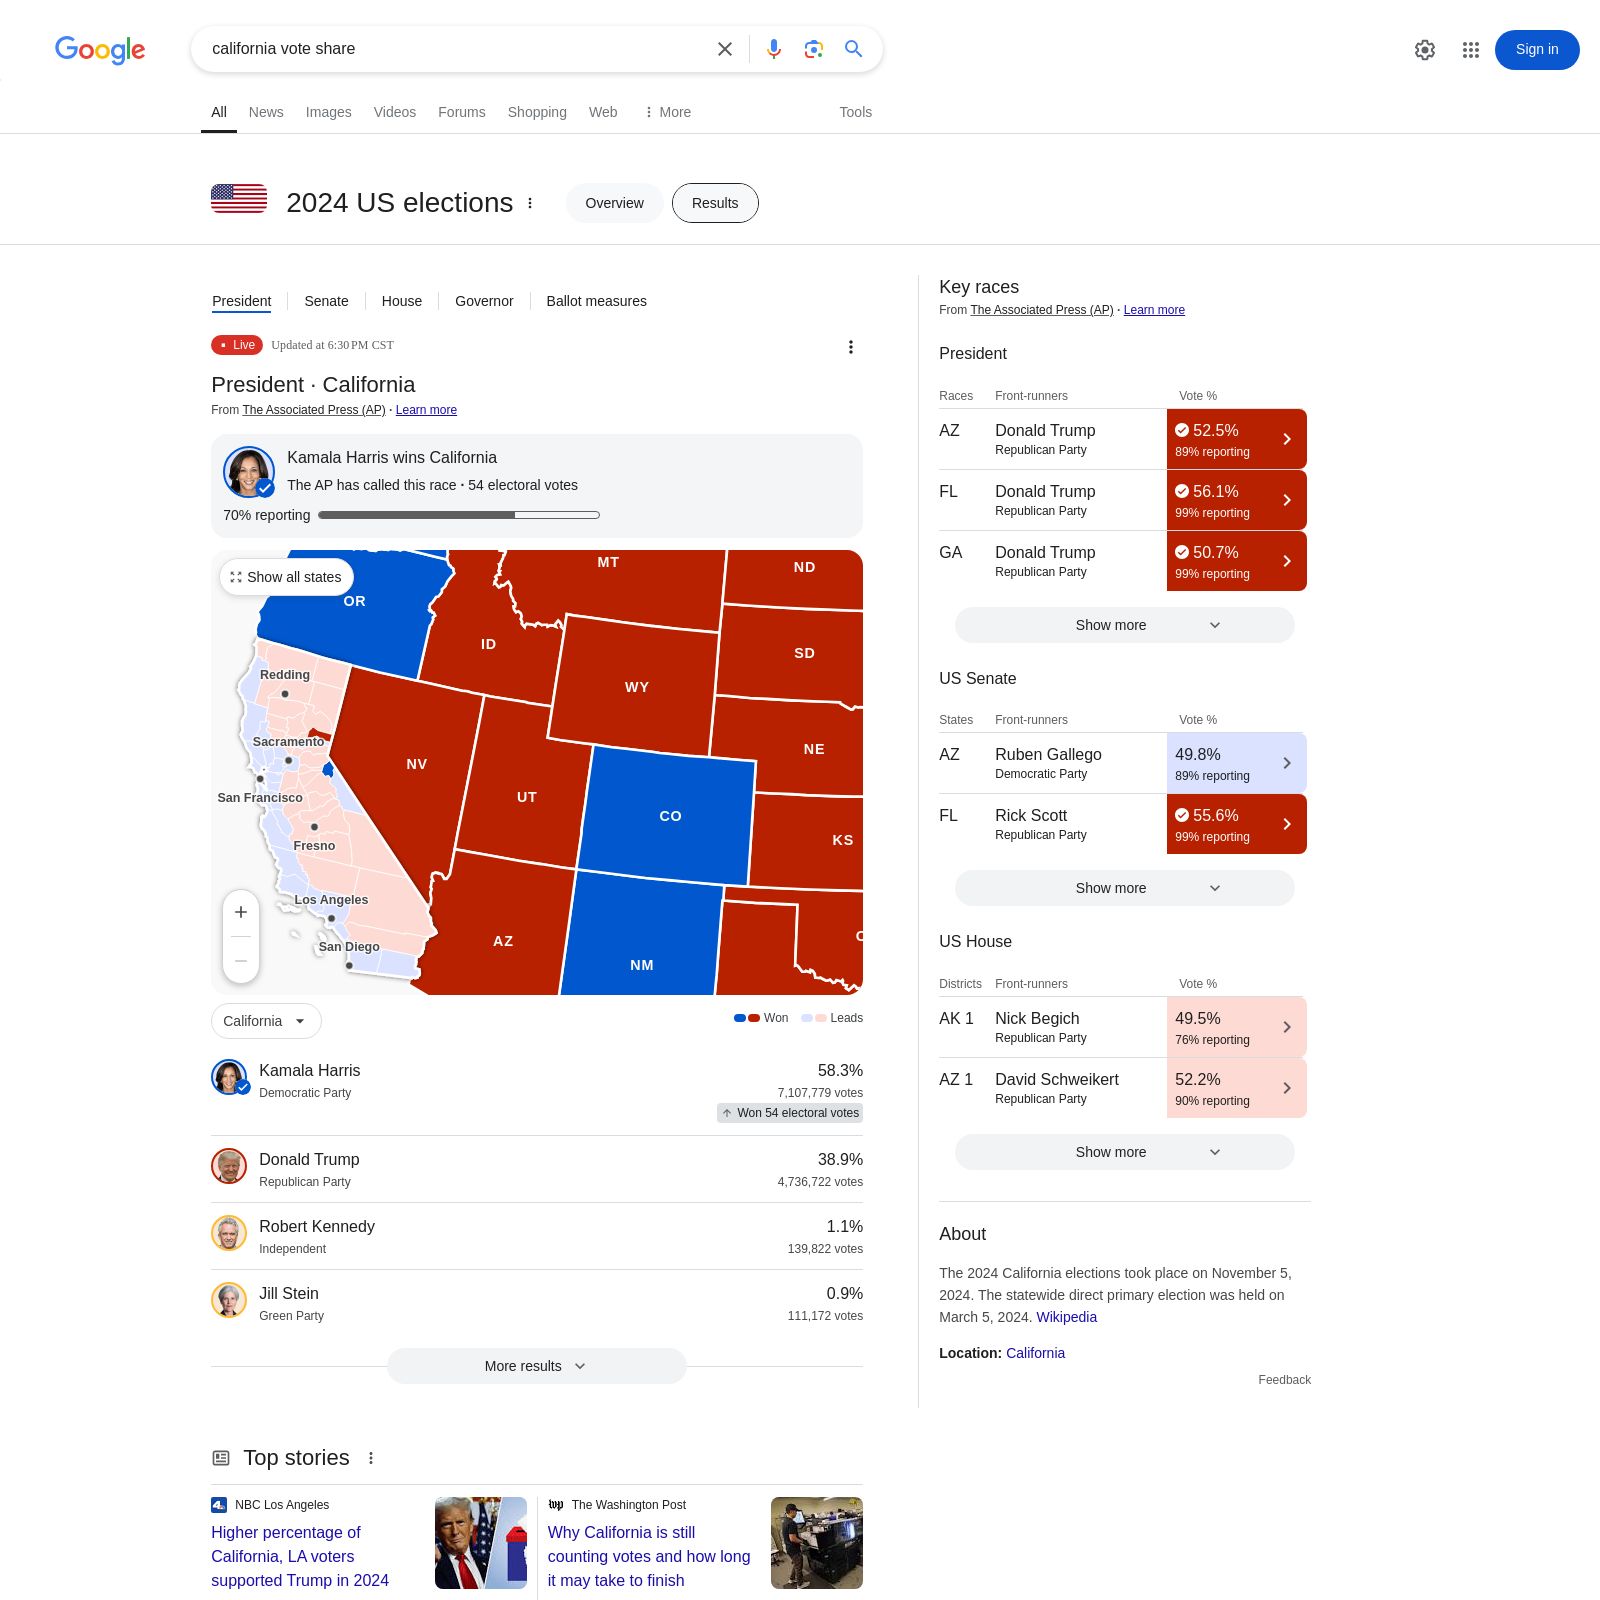 Google
california vote share
Sign in
All News Images Videos Forums Shopping Web More Tools
2024 US elections
Overview
Results
President
Senate
House
Governor
Ballot measures
Live
Updated at 6:30 PM CST
President · California
From The Associated Press (AP) · Learn more
Kamala Harris wins California
The AP has called this race · 54 electoral votes
70% reporting
Show all states
MT
ND
OR
ID
SD
WY
Redding
NE
Sacramento
NV
San Francisco
UT
CO
KS
Fresno
Los Angeles
AZ
San Diego
NM
California
Won
Leads
Kamala Harris
58.3%
Democratic Party
7,107,779 votes
Won 54 electoral votes
Donald Trump
38.9%
Republican Party
4,736,722 votes
Robert Kennedy
1.1%
Independent
139,822 votes
Jill Stein
0.9%
Green Party
111,172 votes
More results
Top stories
NBC Los Angeles
Higher percentage of
California, LA voters
supported Trump in 2024
The Washington Post
Why California is still
counting votes and how long
it may take to finish
Key races
From The Associated Press (AP) · Learn more
President
Races Front-runners Vote %
AZ Donald Trump 52.5%
Republican Party 89% reporting
FL Donald Trump 56.1%
Republican Party 99% reporting
GA Donald Trump 50.7%
Republican Party 99% reporting
Show more
US Senate
States Front-runners Vote %
AZ Ruben Gallego 49.8%
Democratic Party 89% reporting
FL Rick Scott 55.6%
Republican Party 99% reporting
Show more
US House
Districts Front-runners Vote %
AK 1 Nick Begich 49.5%
Republican Party 76% reporting
AZ 1 David Schweikert 52.2%
Republican Party 90% reporting
Show more
About
The 2024 California elections took place on November 5,
2024. The statewide direct primary election was held on
March 5, 2024. Wikipedia
Location: California
Feedback